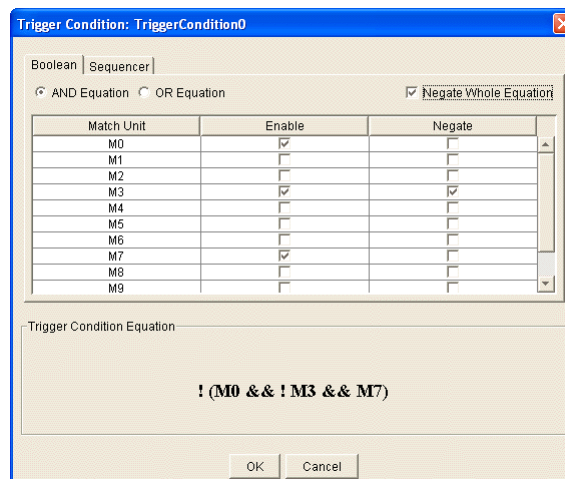 Trigger Condition: TriggerCondition0
Boolean Sequencer
AND Equation OR Equation Negate Whole Equation
Match Unit Enable Negate
M0
M1
M2
M3
M4
M5
M6
M7
M8
M9
Trigger Condition Equation
! (M0 && ! M3 && M7)
OK Cancel